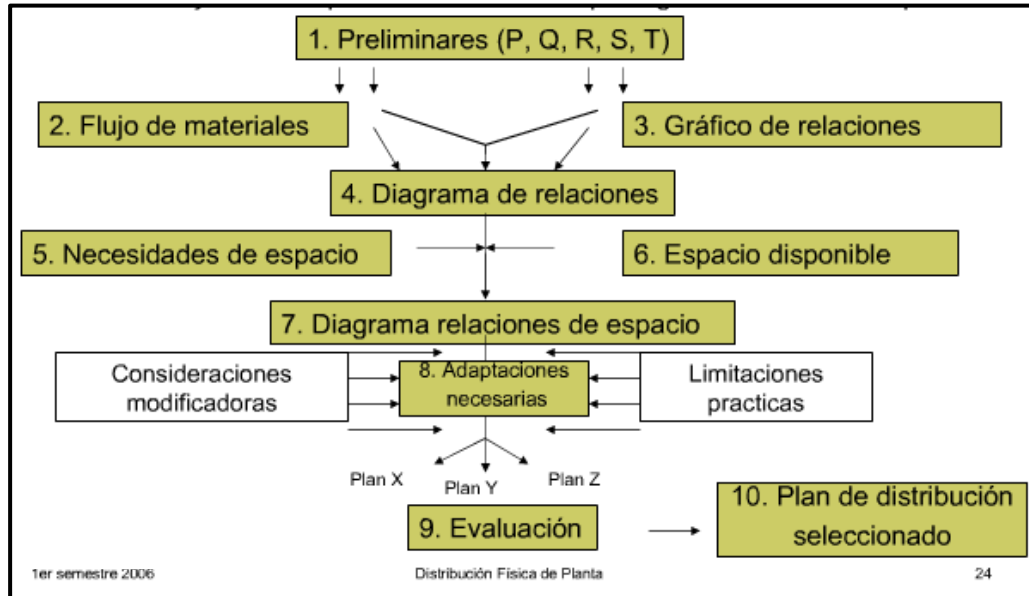 1. Preliminares (P, Q, R, S, T)
2. Flujo de materiales
3. Gráfico de relaciones
4. Diagrama de relaciones
5. Necesidades de espacio
6. Espacio disponible
7. Diagrama relaciones de espacio
Consideraciones
modificadoras
8. Adaptaciones
necesarias
Limitaciones
practicas
Plan X
Plan Y
Plan Z
9. Evaluación
10. Plan de distribución
seleccionado
1er semestre 2006
Distribución Física de Planta
24